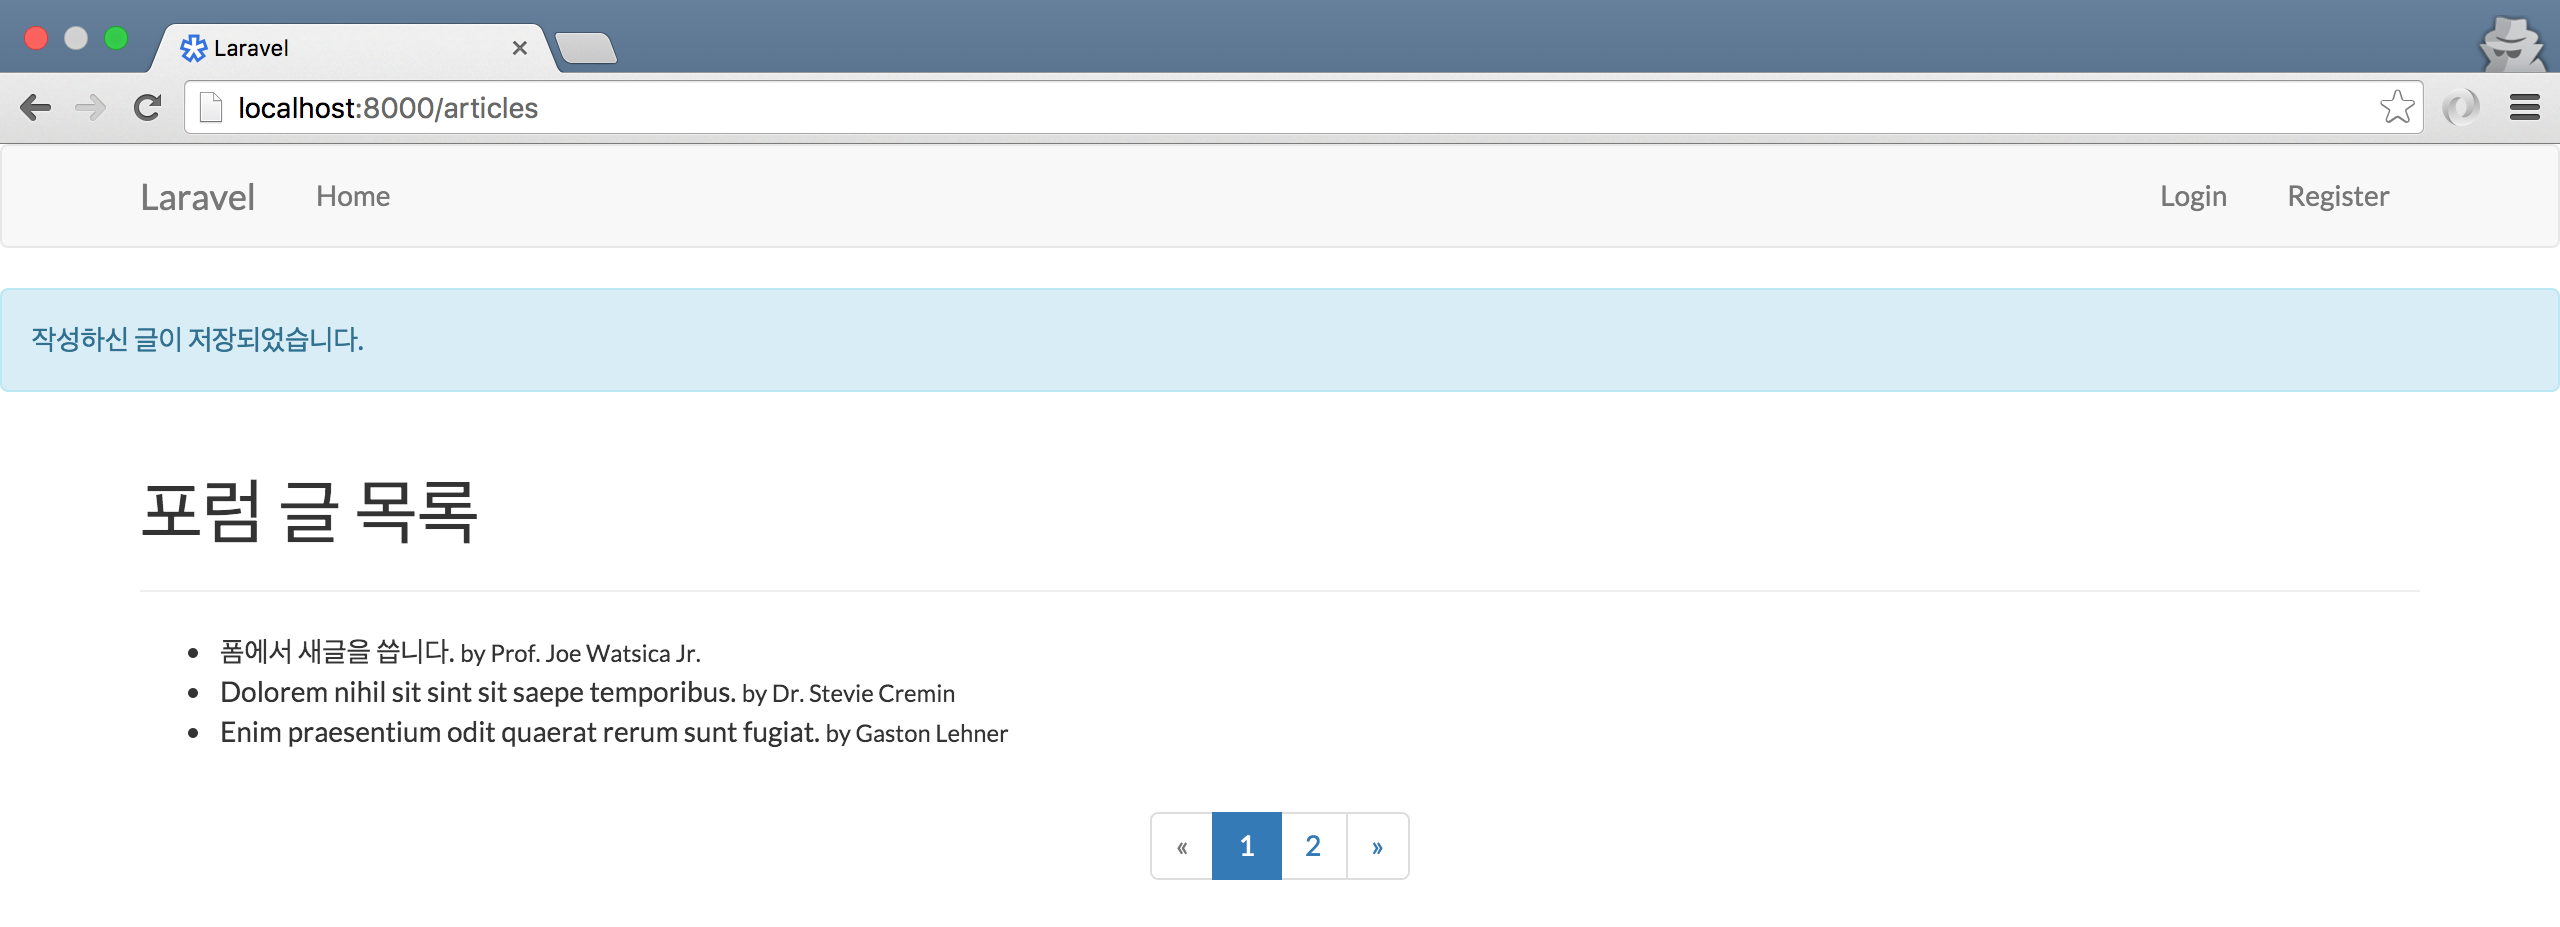 Laravel
localhost:8000/articles
Laravel Home Login Register
작성하신 글이 저장되었습니다.
포럼 글 목록
• 폼에서 새글을 씁니다. by Prof. Joe Watsica Jr.
• Dolorem nihil sit sint sit saepe temporibus. by Dr. Stevie Cremin
• Enim praesentium odit quaerat rerum sunt fugiat. by Gaston Lehner
« 1 2 »